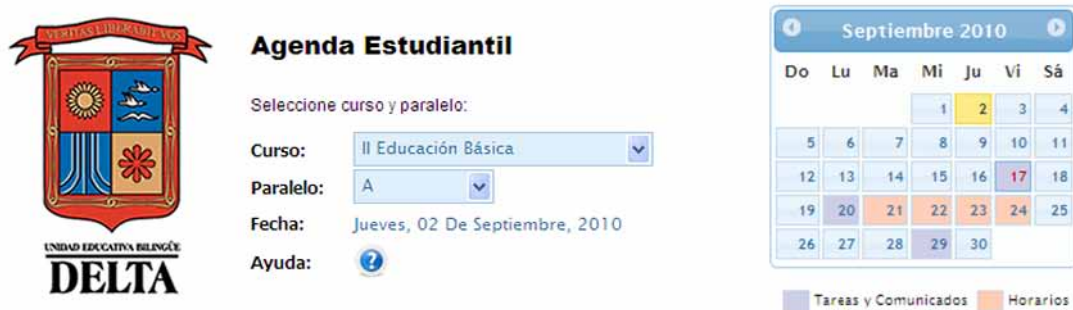 VERITAS LIBERABIT VOS
UNIDAD EDUCATIVA BILINGÜE
DELTA
Agenda Estudiantil
Seleccione curso y paralelo:
Curso: II Educación Básica
Paralelo: A
Fecha: Jueves, 02 De Septiembre, 2010
Ayuda: ?
Septiembre 2010
Do Lu Ma Mi Ju Vi Sá
1 2 3 4
5 6 7 8 9 10 11
12 13 14 15 16 17 18
19 20 21 22 23 24 25
26 27 28 29 30
Tareas y Comunicados Horarios